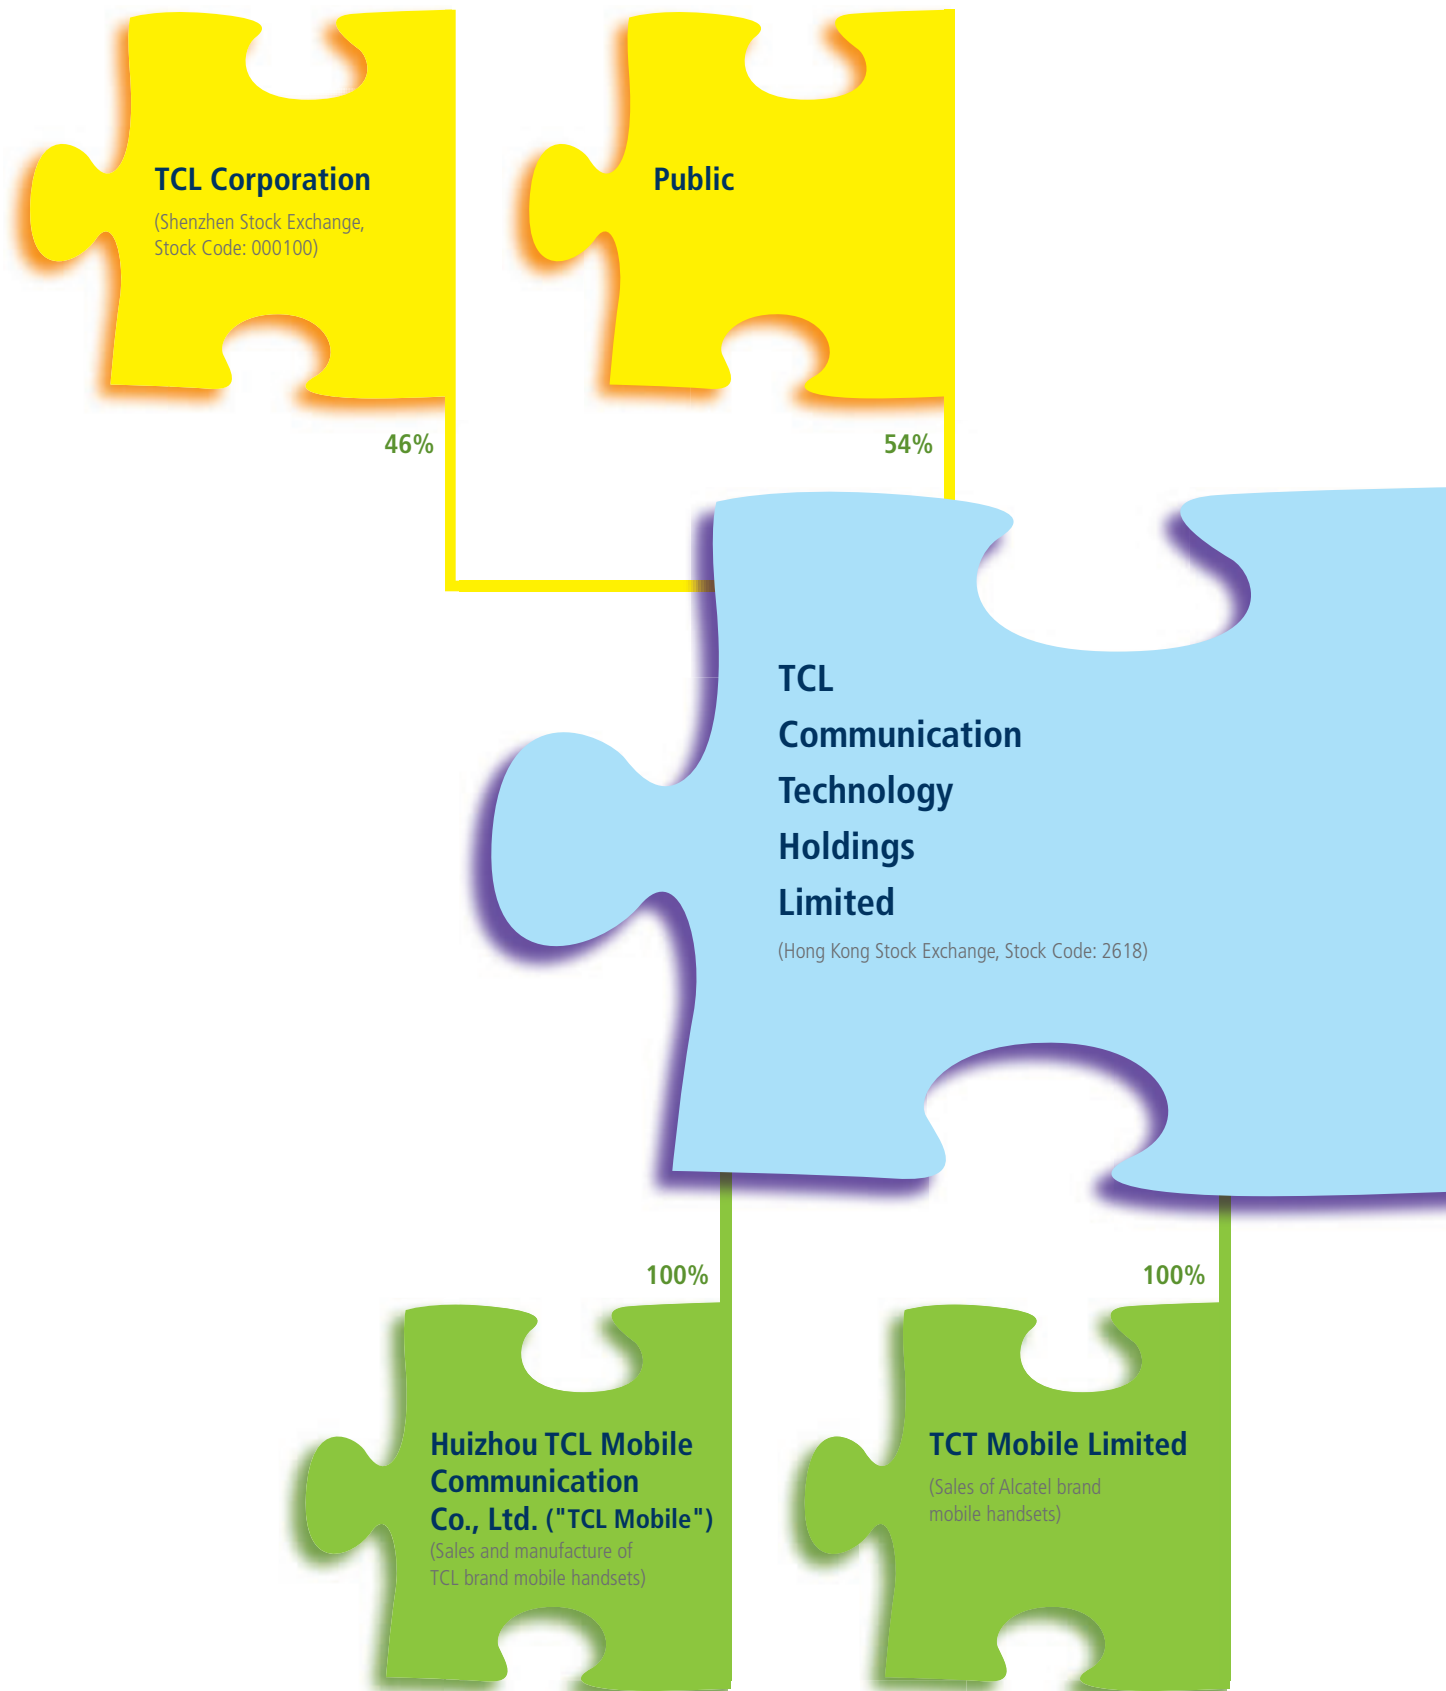 TCL Corporation
(Shenzhen Stock Exchange,
Stock Code: 000100)
Public
46%
54%
TCL
Communication
Technology
Holdings
Limited
(Hong Kong Stock Exchange, Stock Code: 2618)
100%
100%
Huizhou TCL Mobile
Communication
Co., Ltd. ("TCL Mobile")
(Sales and manufacture of
TCL brand mobile handsets)
TCT Mobile Limited
(Sales of Alcatel brand
mobile handsets)